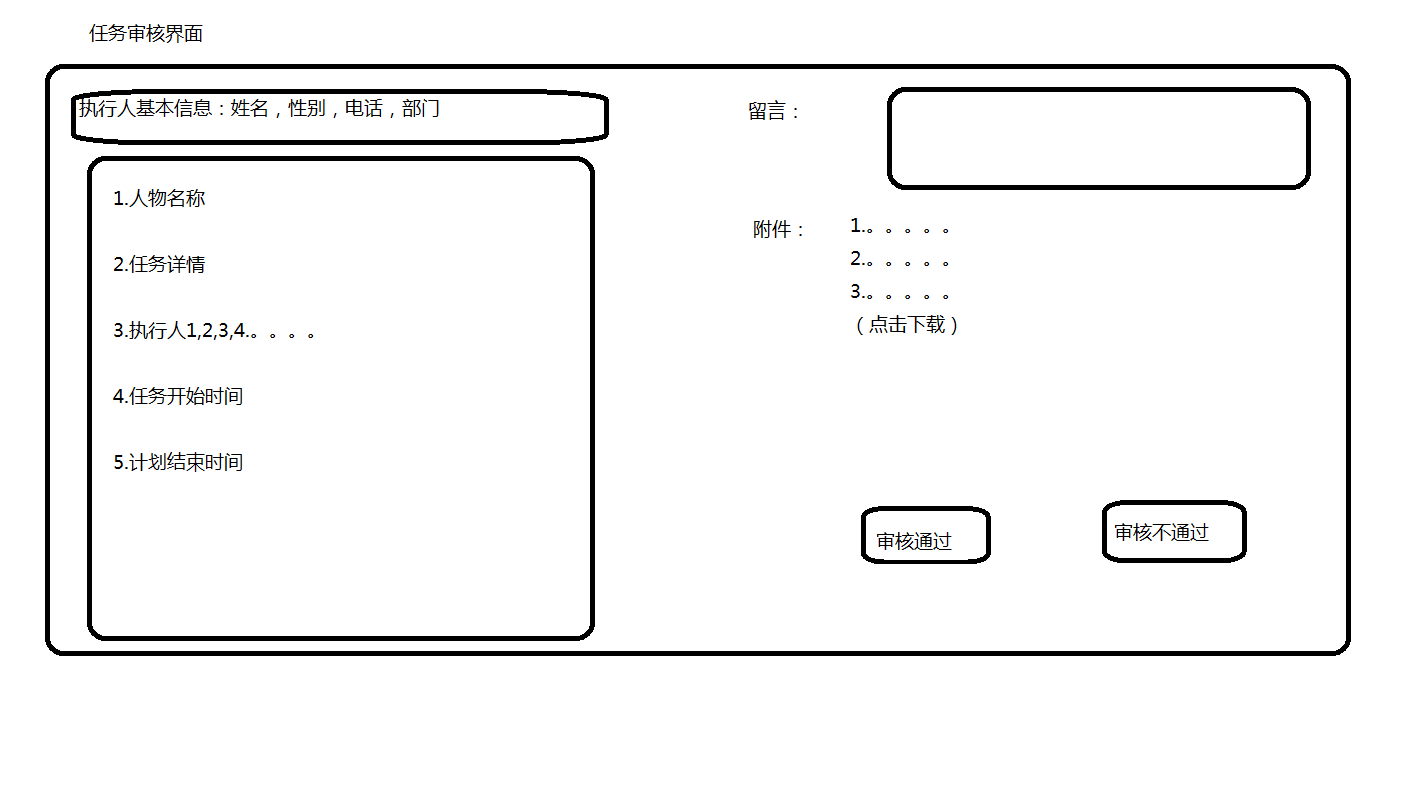 任务审核界面
执行人基本信息：姓名，性别，电话，部门
1.人物名称
2.任务详情
3.执行人1,2,3,4.。。。。
4.任务开始时间
5.计划结束时间
留言：
附件：
1.。。。。。
2.。。。。。
3.。。。。。
（点击下载）
审核通过
审核不通过